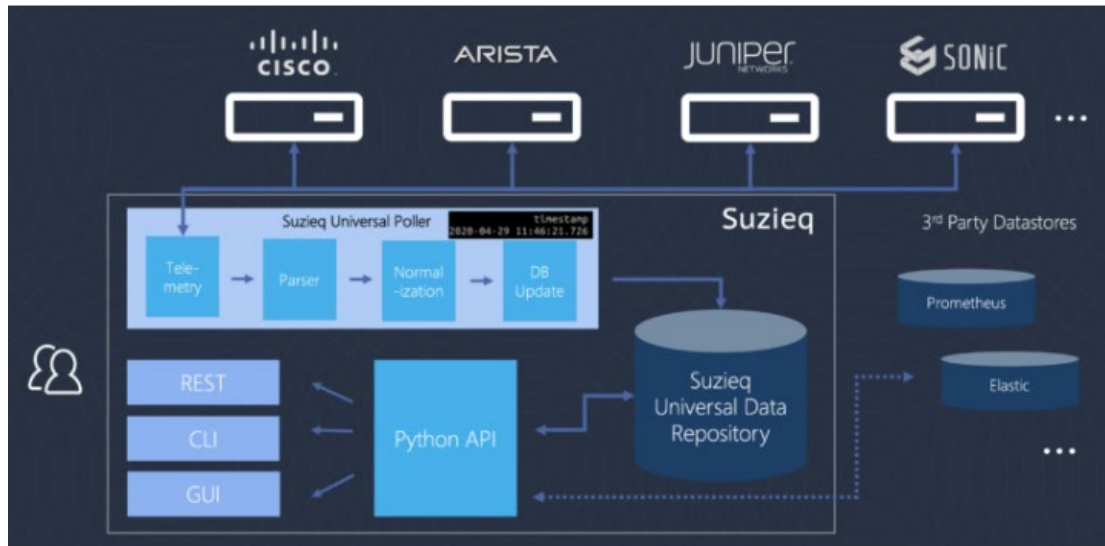 CISCO
ARISTA
JUNIPER
NETWORKS
SONiC
...
Suzieq Universal Poller
timestamp
2020-04-29 11:46:21.726
Suzieq
3rd Party Datastores
Tele-
metry
Parser
Normal
-ization
DB
Update
Prometheus
REST
CLI
GUI
Python API
Suzieq
Universal Data
Repository
Elastic
...